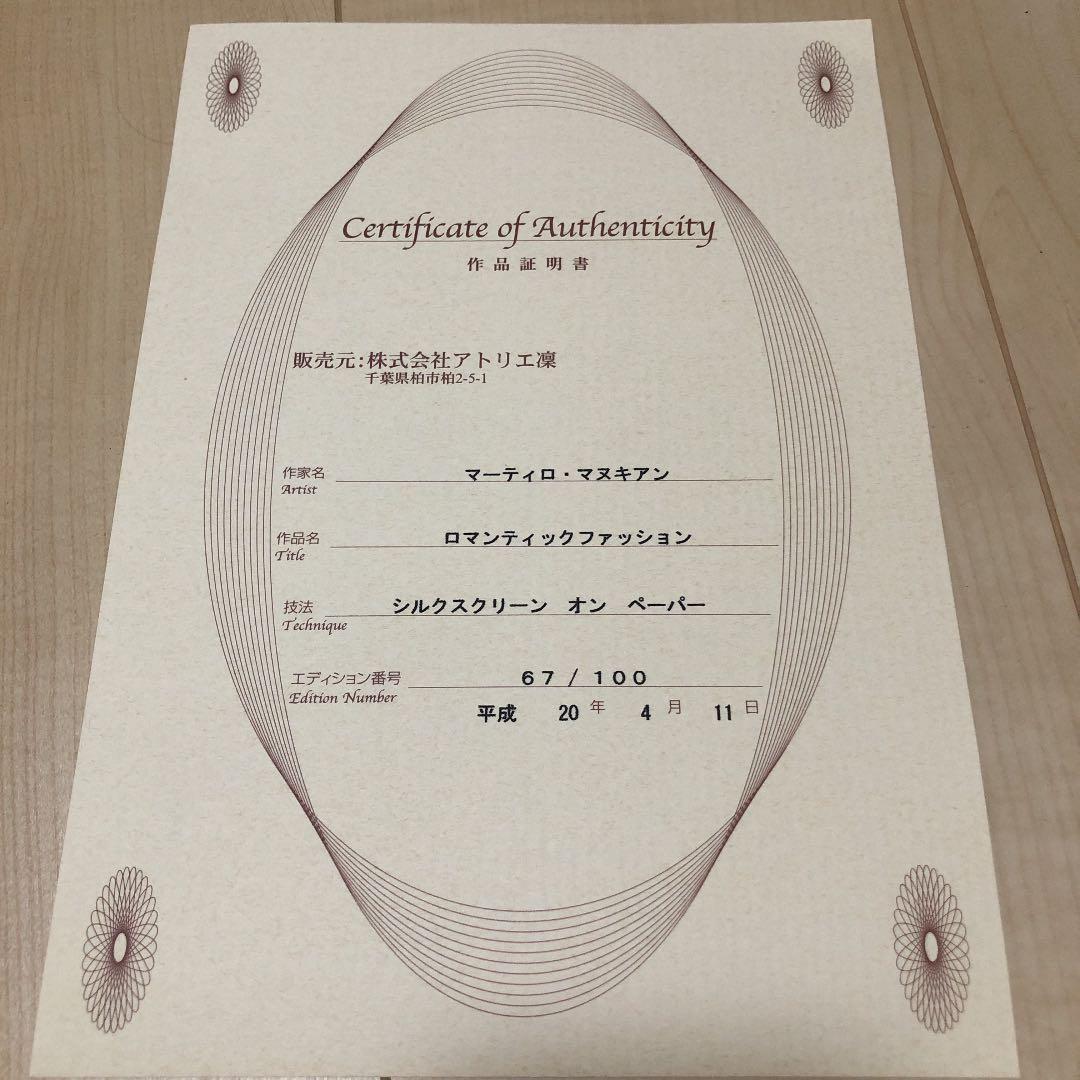 Certificate of Authenticity
作品証明書
販売元：株式会社アトリエ凜
千葉県柏市柏2-5-1
作家名 マーティロ・マヌキアン
Artist
作品名 ロマンティックファッション
Title
技法 シルクスクリーン オン ペーパー
Technique
エディション番号 67/100
Edition Number
平成 20 年 4 月 11 日